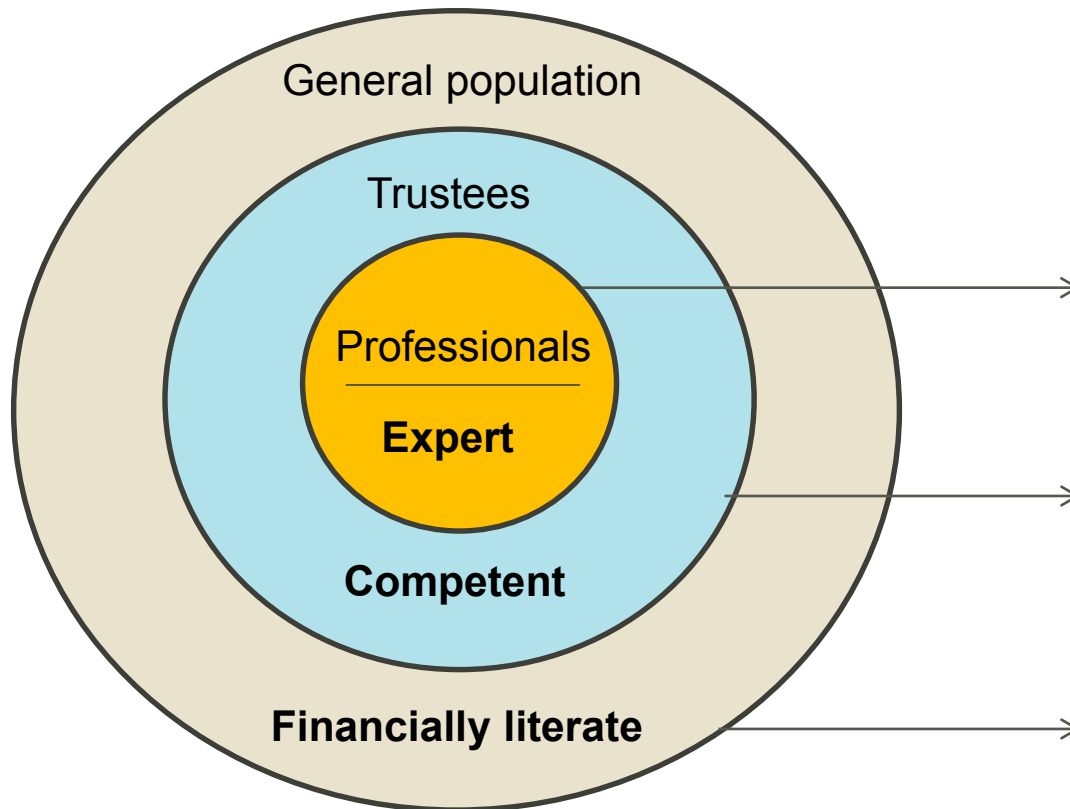 General population
Trustees
Professionals
Expert
Competent
Financially literate